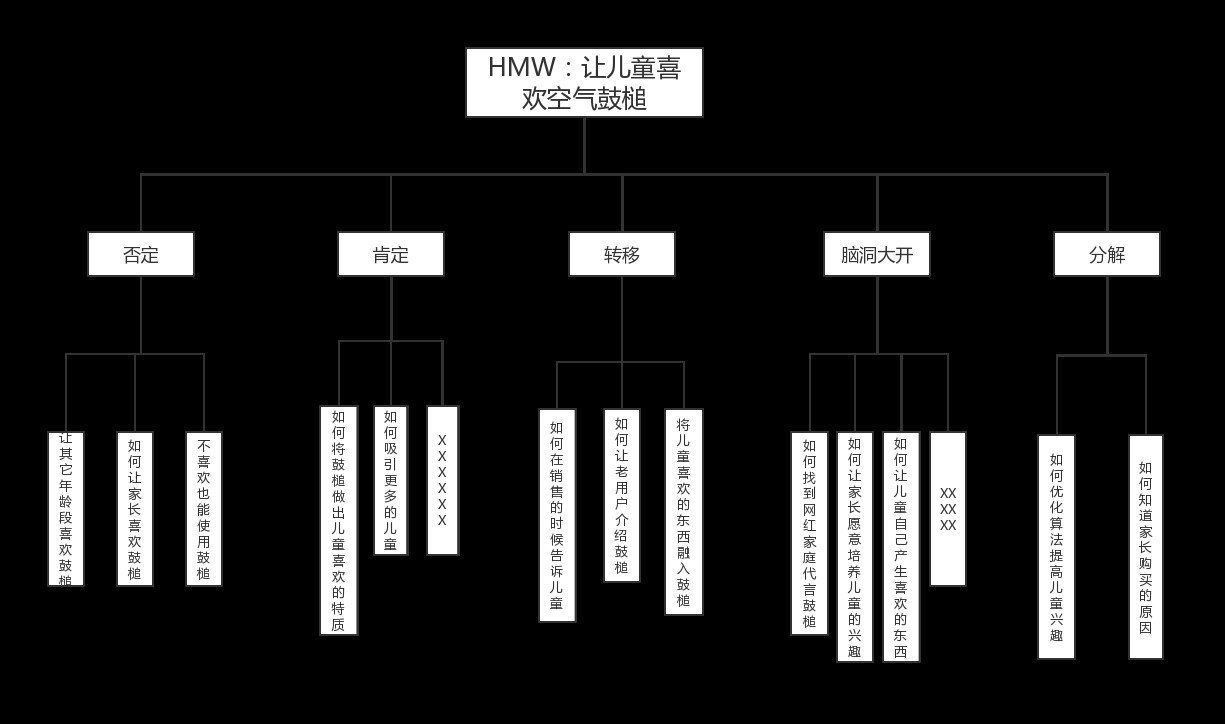 HMW：让儿童喜
欢空气鼓槌
否定
肯定
转移
脑洞大开
分解
让其它年龄段喜欢鼓槌
如何让家长喜欢鼓槌
不喜欢也能使用鼓槌
如何将鼓槌做出儿童喜欢的特质
如何吸引更多的儿童
XXXXXX
如何在销售的时候告诉儿童
如何让老用户介绍鼓槌
将儿童喜欢的东西融入鼓槌
如何找到网红家庭代言鼓槌
如何让家长愿意培养儿童的兴趣
如何让儿童自己产生喜欢的东西
XX
XX
XX
如何优化算法提高儿童兴趣
如何知道家长购买的原因